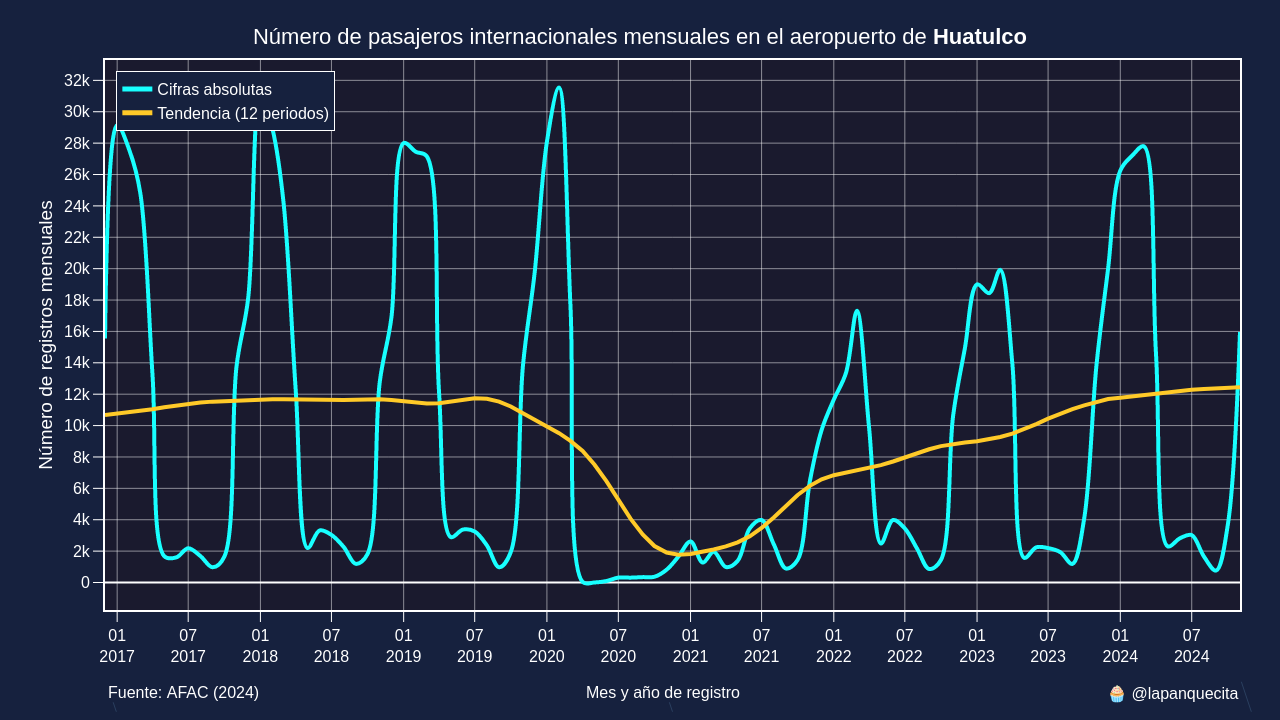 Número de pasajeros internacionales mensuales en el aeropuerto de Huatulco
Cifras absolutas
Tendencia (12 periodos)
Número de registros mensuales
32k
30k
28k
26k
24k
22k
20k
18k
16k
14k
12k
10k
8k
6k
4k
2k
0
01 07 01 07 01 07 01 07 01 07 01 07 01 07 01 07
2017 2017 2018 2018 2019 2019 2020 2020 2021 2021 2022 2022 2023 2023 2024 2024
Fuente: AFAC (2024) Mes y año de registro 🧁 @lapanquecita